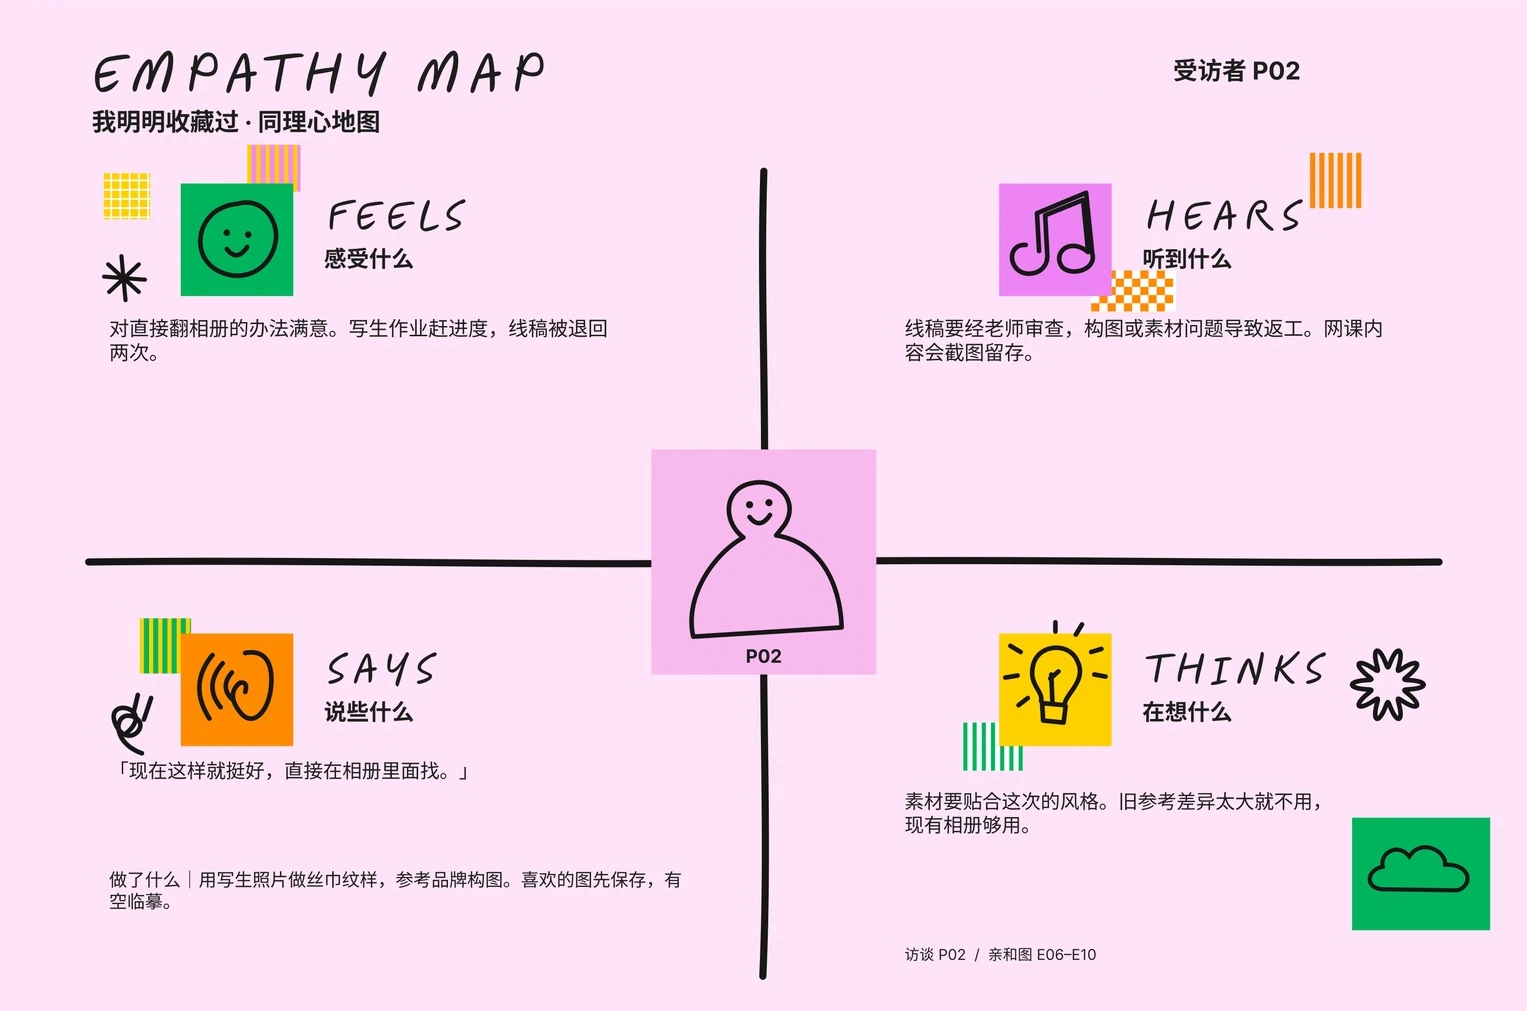 EMPATHY MAP
我明明收藏过 · 同理心地图
受访者 P02
FEELS
感受什么
对直接翻相册的办法满意。写生作业赶进度，线稿被退回
两次。
HEARS
听到什么
线稿要经老师审查，构图或素材问题导致返工。网课内
容会截图留存。
P02
SAYS
说些什么
「现在这样就挺好，直接在相册里面找。」
做了什么｜用写生照片做丝巾纹样，参考品牌构图。喜欢的图先保存，有
空临摹。
THINKS
在想什么
素材要贴合这次的风格。旧参考差异太大就不用，
现有相册够用。
访谈 P02 / 亲和图 E06–E10